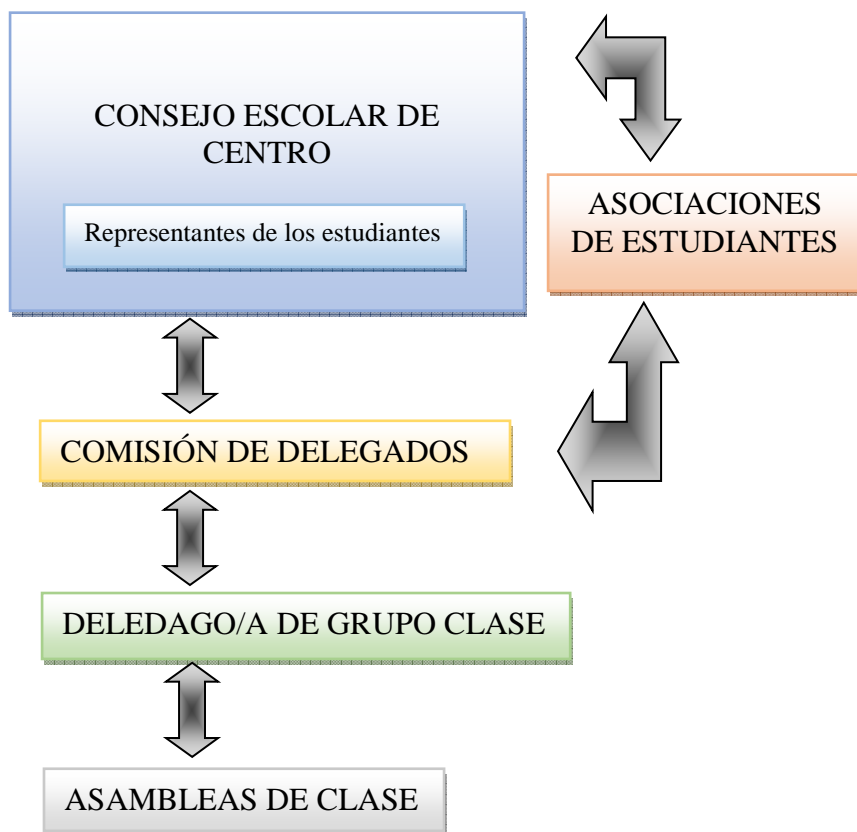 CONSEJO ESCOLAR DE
CENTRO
Representantes de los estudiantes
ASOCIACIONES
DE ESTUDIANTES
COMISIÓN DE DELEGADOS
DELEDAGO/A DE GRUPO CLASE
ASAMBLEAS DE CLASE